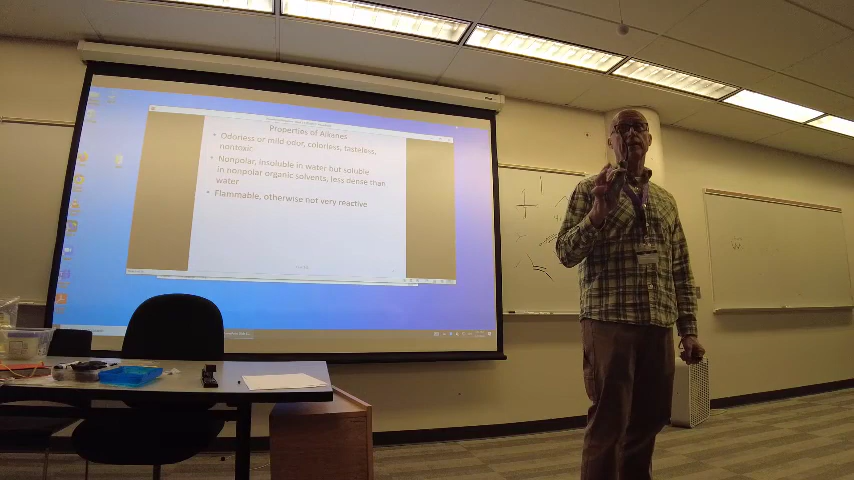 Properties of Alkanes
• Odorless or mild odor, colorless, tasteless,
nontoxic
• Nonpolar, insoluble in water but soluble
in nonpolar organic solvents, less dense than
water
• Flammable, otherwise not very reactive